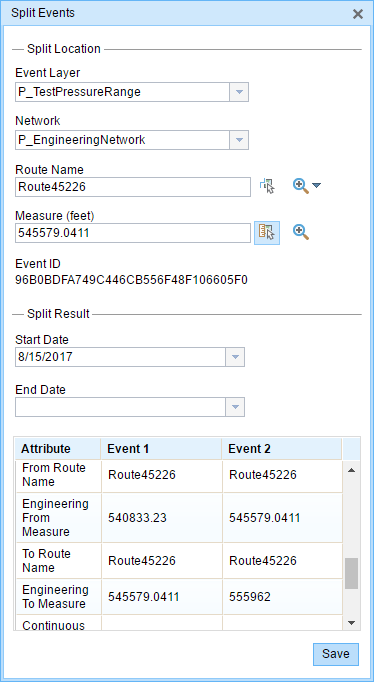 Split Events
Split Location
Event Layer
P_TestPressureRange
Network
P_EngineeringNetwork
Route Name
Route45226
Measure (feet)
545579.0411
Event ID
96B0BDFA749C446CB556F48F106605F0
Split Result
Start Date
8/15/2017
End Date
Attribute Event 1 Event 2
From Route
Name Route45226 Route45226
Engineering
From
Measure 540833.23 545579.0411
To Route
Name Route45226 Route45226
Engineering
To Measure 545579.0411 555962
Continuous
Save